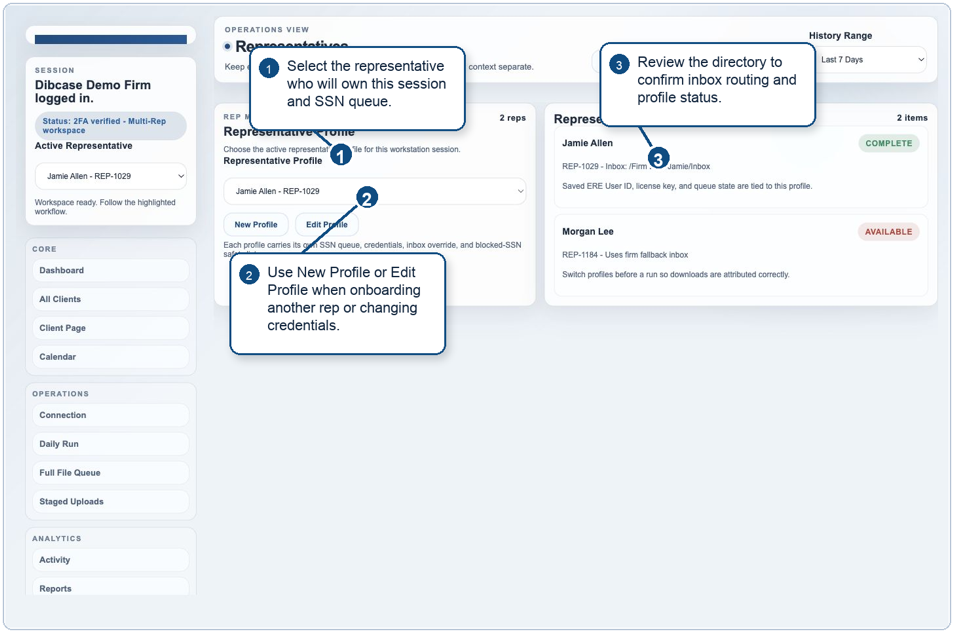 SESSION
Dibcase Demo Firm
logged in.
Status: 2FA verified - Multi-Rep
workspace
Active Representative
Jamie Allen - REP-1029
Workspace ready. Follow the highlighted
workflow.
CORE
Dashboard
All Clients
Client Page
Calendar
OPERATIONS
Connection
Daily Run
Full File Queue
Staged Uploads
ANALYTICS
Activity
Reports
OPERATIONS VIEW
Representatives
Keep
context separate.
History Range
Last 7 Days
1 Select the representative
who will own this session
and SSN queue.
3 Review the directory to
confirm inbox routing and
profile status.
REP
2 reps
Representative Profile
Choose the active file for this workstation session.
Representative Profile
1
Jamie Allen - REP-1029
2
New Profile
Edit Profile
Each profile carries its own SSN queue, credentials, inbox override, and blocked-SSN
2 Use New Profile or Edit
Profile when onboarding
another rep or changing
credentials.
2 items
Jamie Allen
COMPLETE
REP-1029 - Inbox: /Firm Jamie/Inbox
3
Saved ERE User ID, license key, and queue state are tied to this profile.
Morgan Lee
AVAILABLE
REP-1184 - Uses firm fallback inbox
Switch profiles before a run so downloads are attributed correctly.